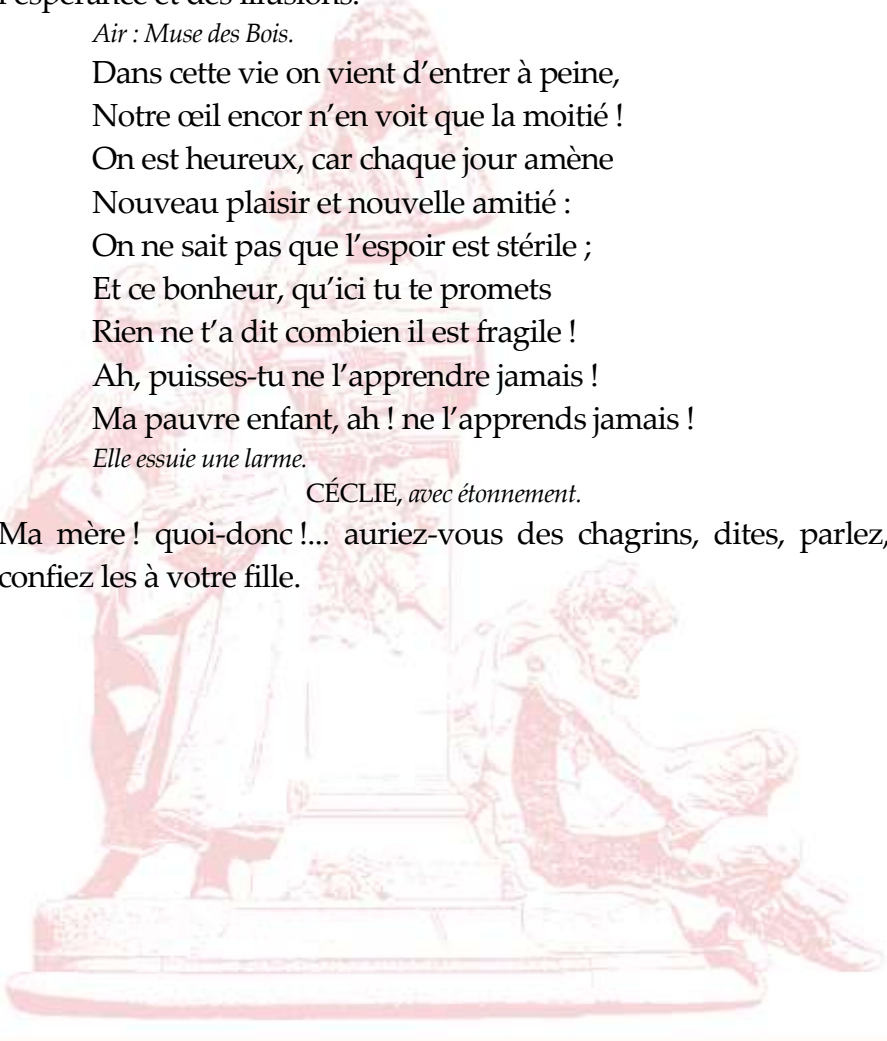 l'espérance et des illusions.
Air : Muse des Bois.
Dans cette vie on vient d'entrer à peine,
Notre œil encor n'en voit que la moitié !
On est heureux, car chaque jour amène
Nouveau plaisir et nouvelle amitié :
On ne sait pas que l'espoir est stérile ;
Et ce bonheur, qu'ici tu te promets
Rien ne t'a dit combien il est fragile !
Ah, puisses-tu ne l'apprendre jamais !
Ma pauvre enfant, ah ! ne l'apprends jamais !
Elle essuie une larme.
CÉCLIE, avec étonnement.
Ma mère ! quoi-donc !... auriez-vous des chagrins, dites, parlez,
confiez les à votre fille.